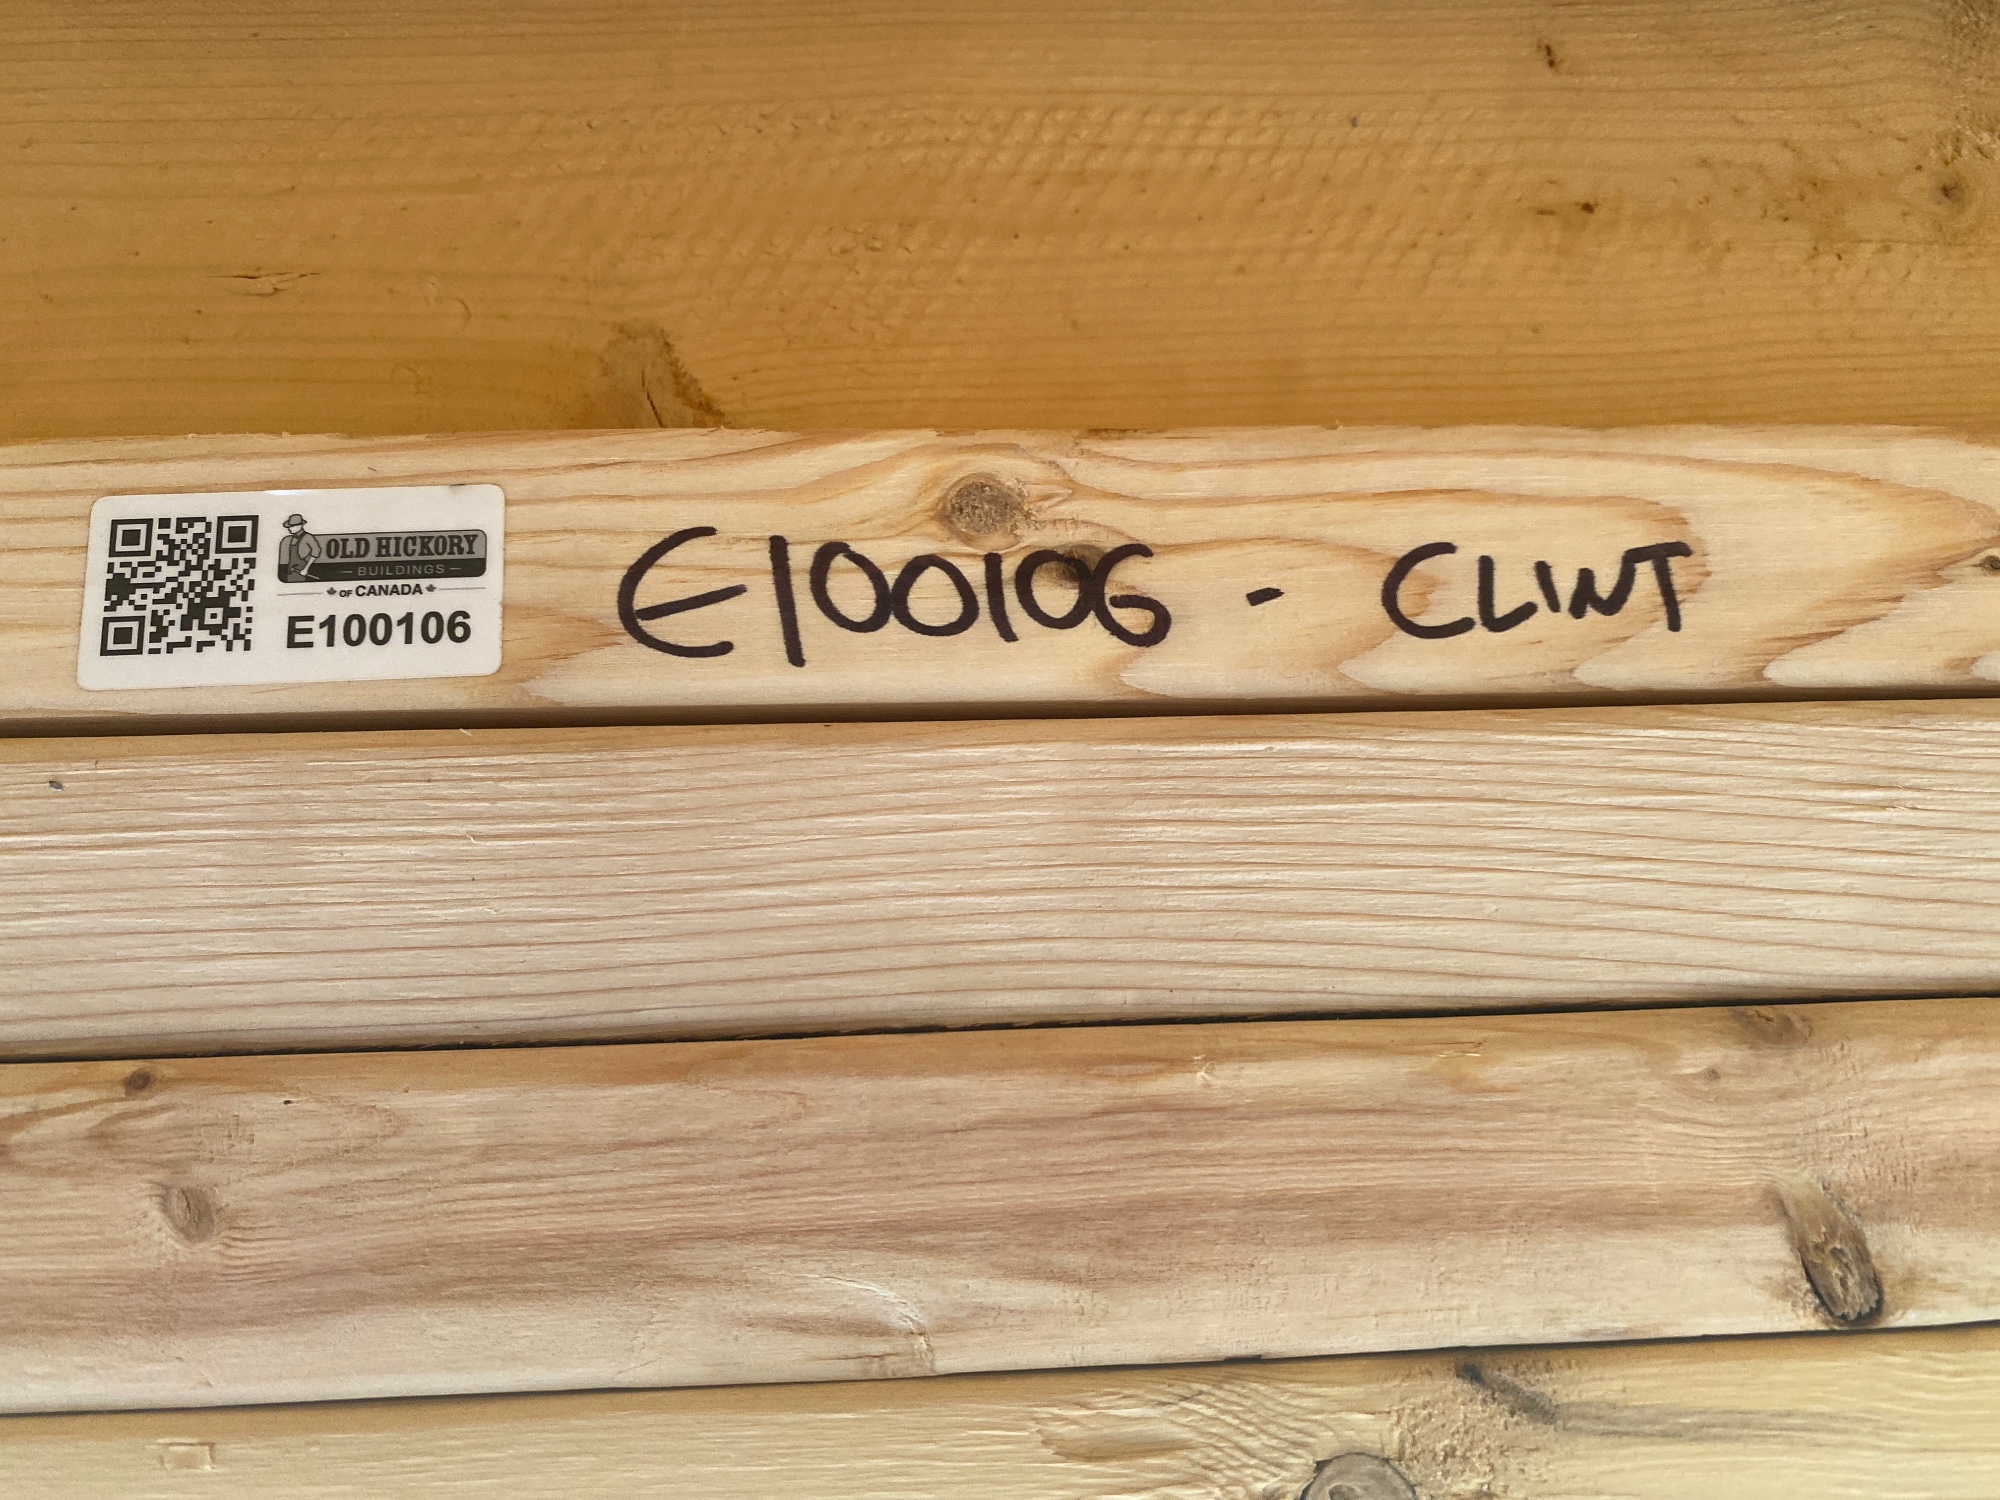 OLD HICKORY
BUILDINGS
OF CANADA
E100106
E100106 - CLINT